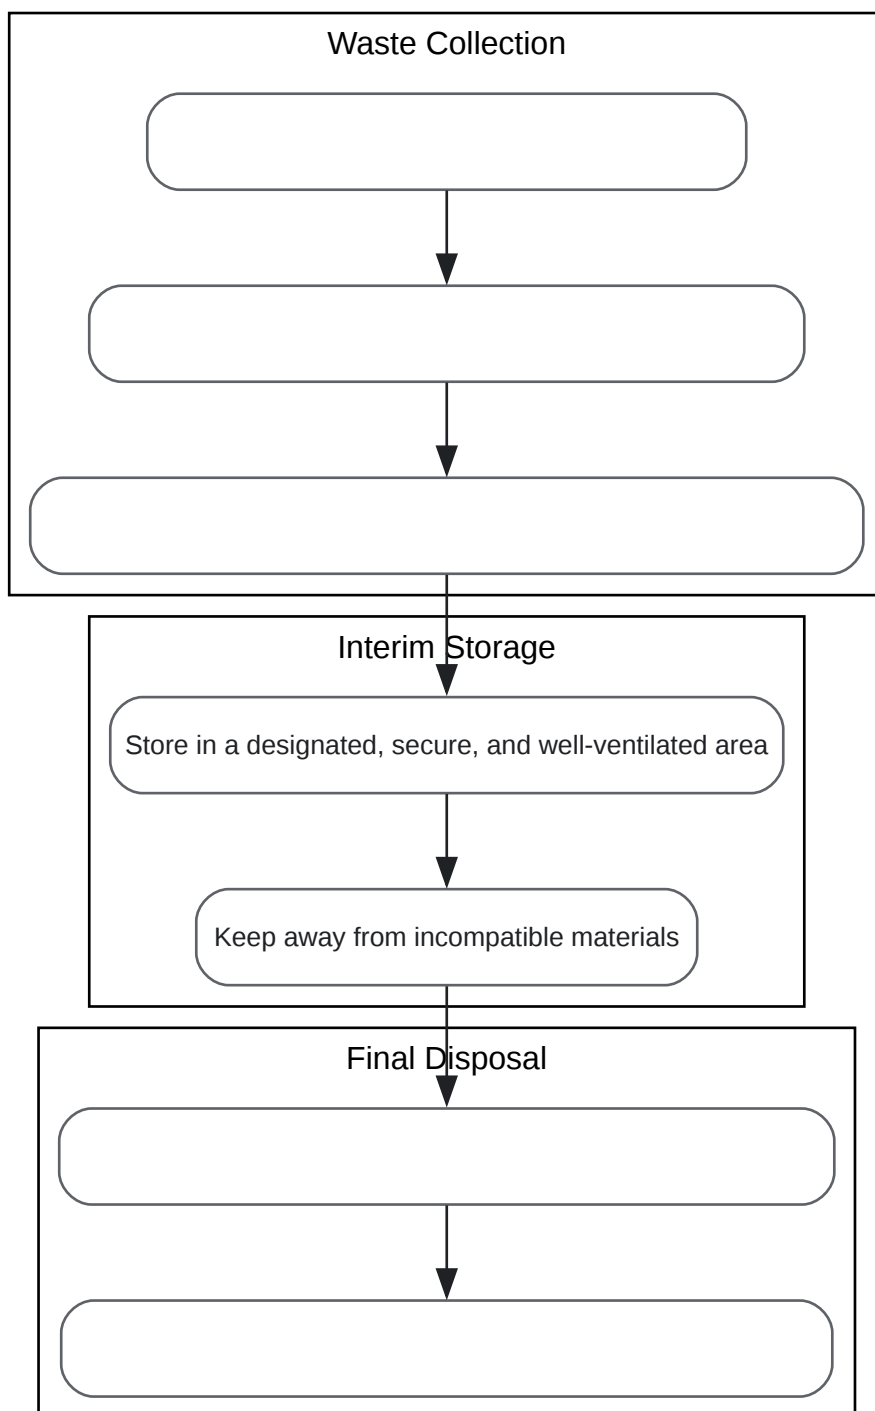 Waste Collection
Interim Storage
Store in a designated, secure, and well-ventilated area
Keep away from incompatible materials
Final Disposal